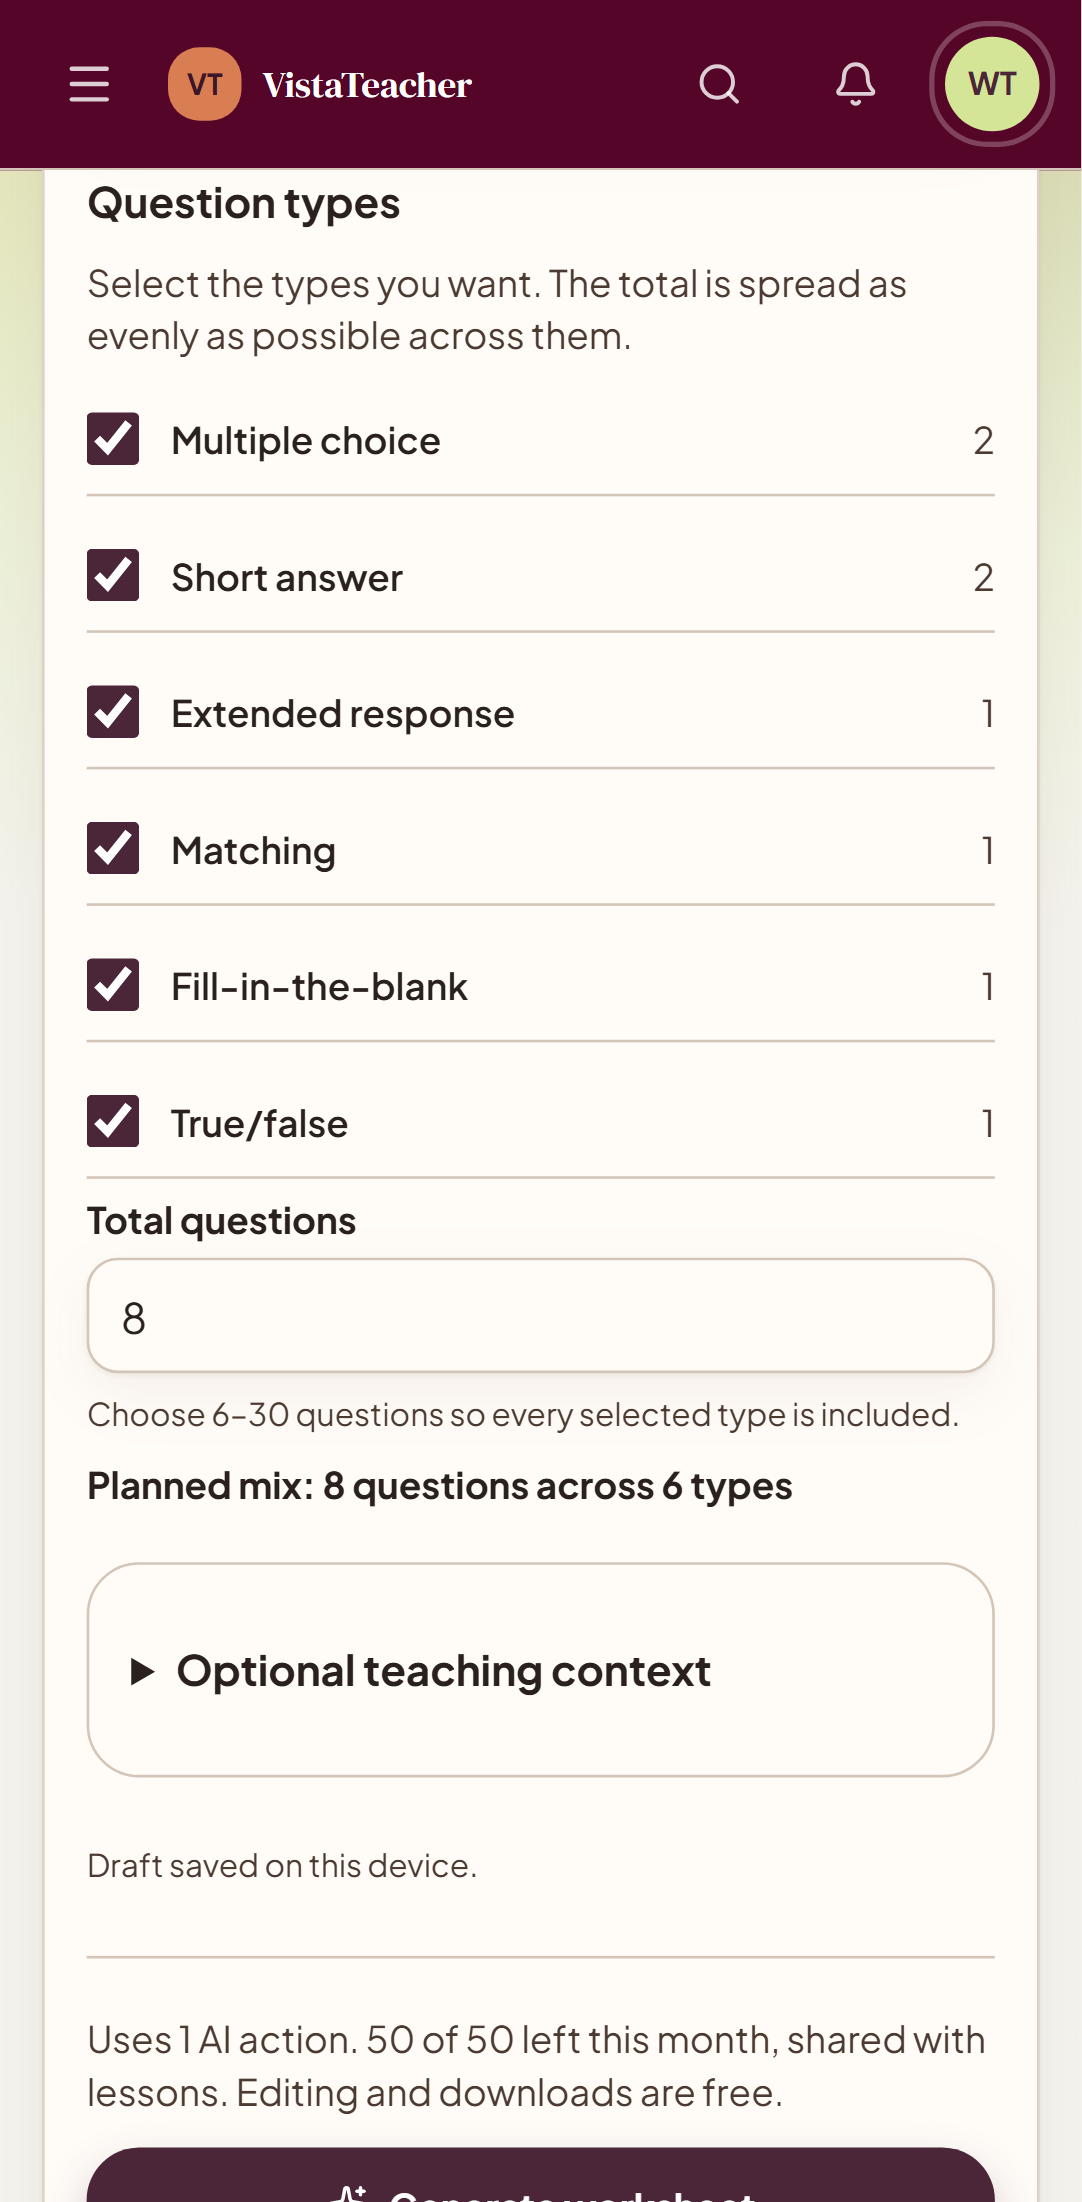 VT VistaTeacher WT
Question types
Select the types you want. The total is spread as
evenly as possible across them.
Multiple choice 2
Short answer 2
Extended response 1
Matching 1
Fill-in-the-blank 1
True/false 1
Total questions
8
Choose 6–30 questions so every selected type is included.
Planned mix: 8 questions across 6 types
Optional teaching context
Draft saved on this device.
Uses 1 AI action. 50 of 50 left this month, shared with
lessons. Editing and downloads are free.
Generate worksheet